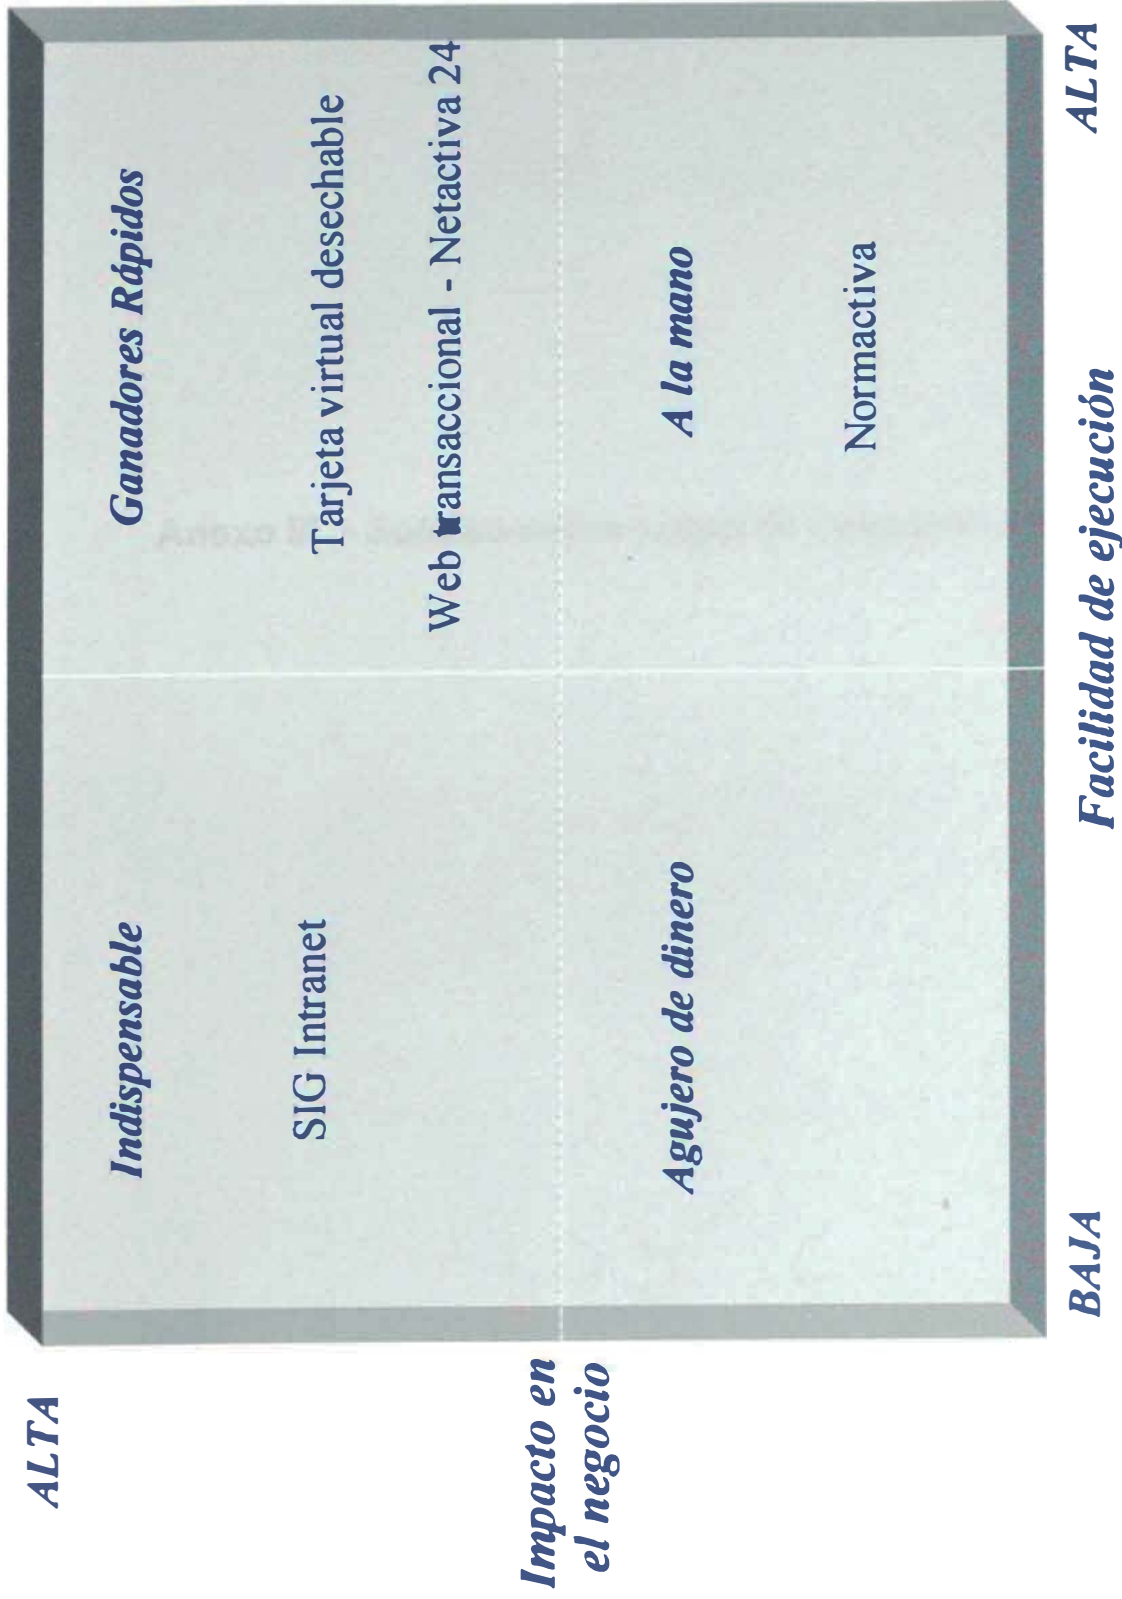 ALTA
Impacto en
el negocio
Indispensable
SIG Intranet
Ganadores Rápidos
Tarjeta virtual desechable
Web transaccional - Netactiva 24
Agujero de dinero
A la mano
Normactiva
BAJA
Facilidad de ejecución
ALTA